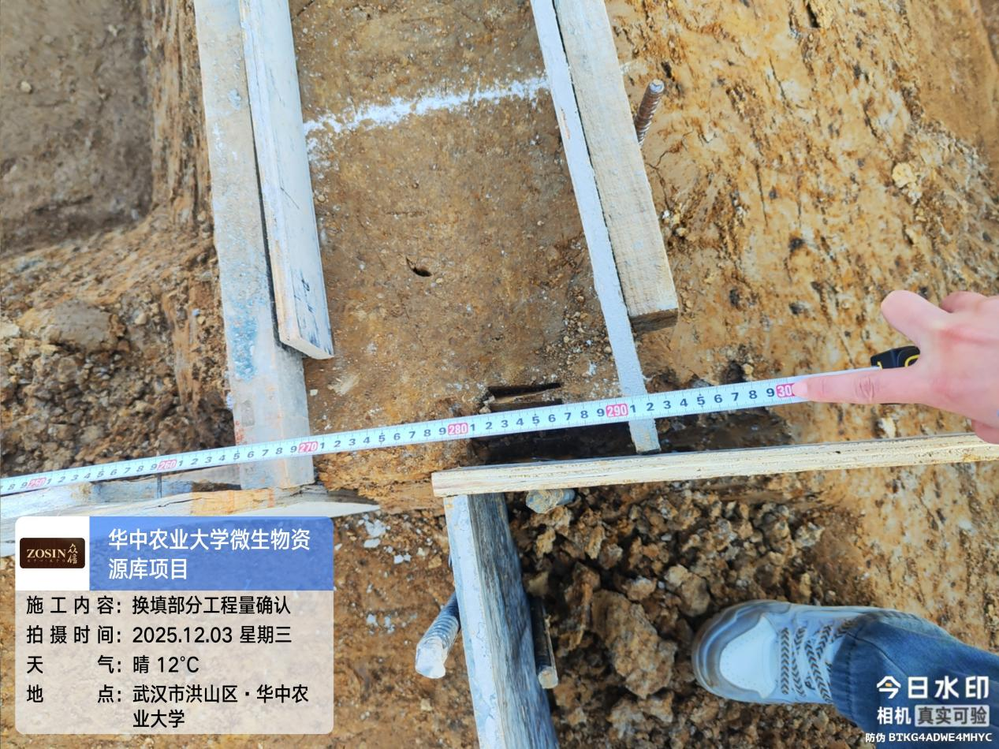 8 9 250 1 2 3 4 5 6 7 8 9 260 1 2 3 4 5 6 7 8 9 270 1 2 3 4 5 6 7 8 9 280 1 2 3 4 5 6 7 8 9 290 1 2 3 4 5 6 7 8 9 300
ZOSIN 众信
华中农业大学微生物资
源库项目
施工内容：换填部分工程量确认
拍摄时间：2025.12.03 星期三
天气：晴 12℃
地点：武汉市洪山区·华中农
业大学
今日水印
相机 真实可验
防伪 BTKG4ADWE4MHYC